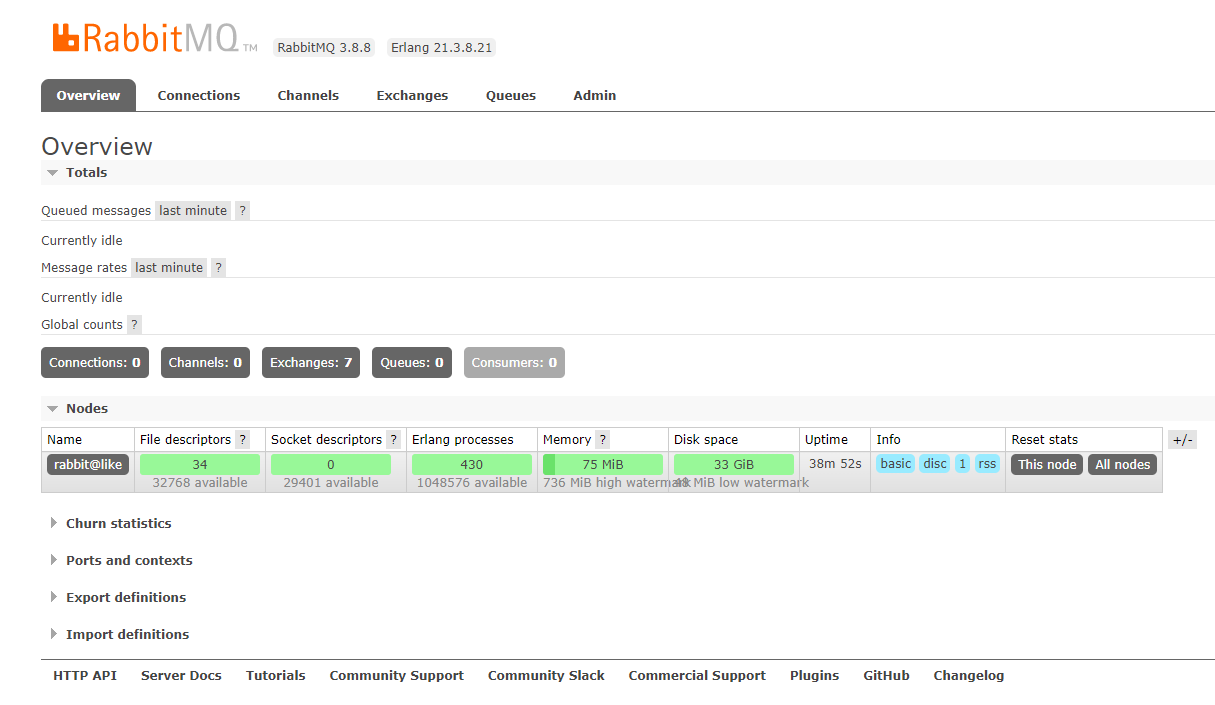 RabbitMQ TM RabbitMQ 3.8.8 Erlang 21.3.8.21
Overview Connections Channels Exchanges Queues Admin
Overview
Totals
Queued messages last minute ?
Currently idle
Message rates last minute ?
Currently idle
Global counts ?
Connections: 0 Channels: 0 Exchanges: 7 Queues: 0 Consumers: 0
Nodes
Name File descriptors ? Socket descriptors ? Erlang processes Memory ? Disk space Uptime Info Reset stats +/-
rabbit@like 34 0 430 75 MiB 33 GiB 38m 52s basic disc 1 rss This node All nodes
32768 available 29401 available 1048576 available 736 MiB high watermark 48 MiB low watermark
Churn statistics
Ports and contexts
Export definitions
Import definitions
HTTP API Server Docs Tutorials Community Support Community Slack Commercial Support Plugins GitHub Changelog